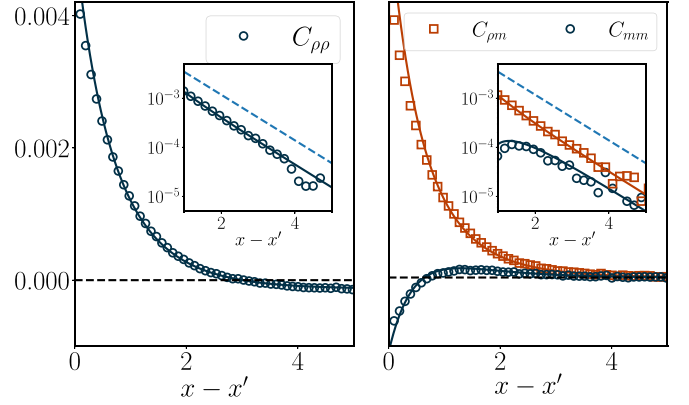 0.004
0.002
0.000
C_{ρρ}
10^{-3}
10^{-4}
10^{-5}
2
4
x − x′
0
2
4
x − x′
C_{ρm}
C_{mm}
10^{-3}
10^{-4}
10^{-5}
2
4
x − x′
0
2
4
x − x′